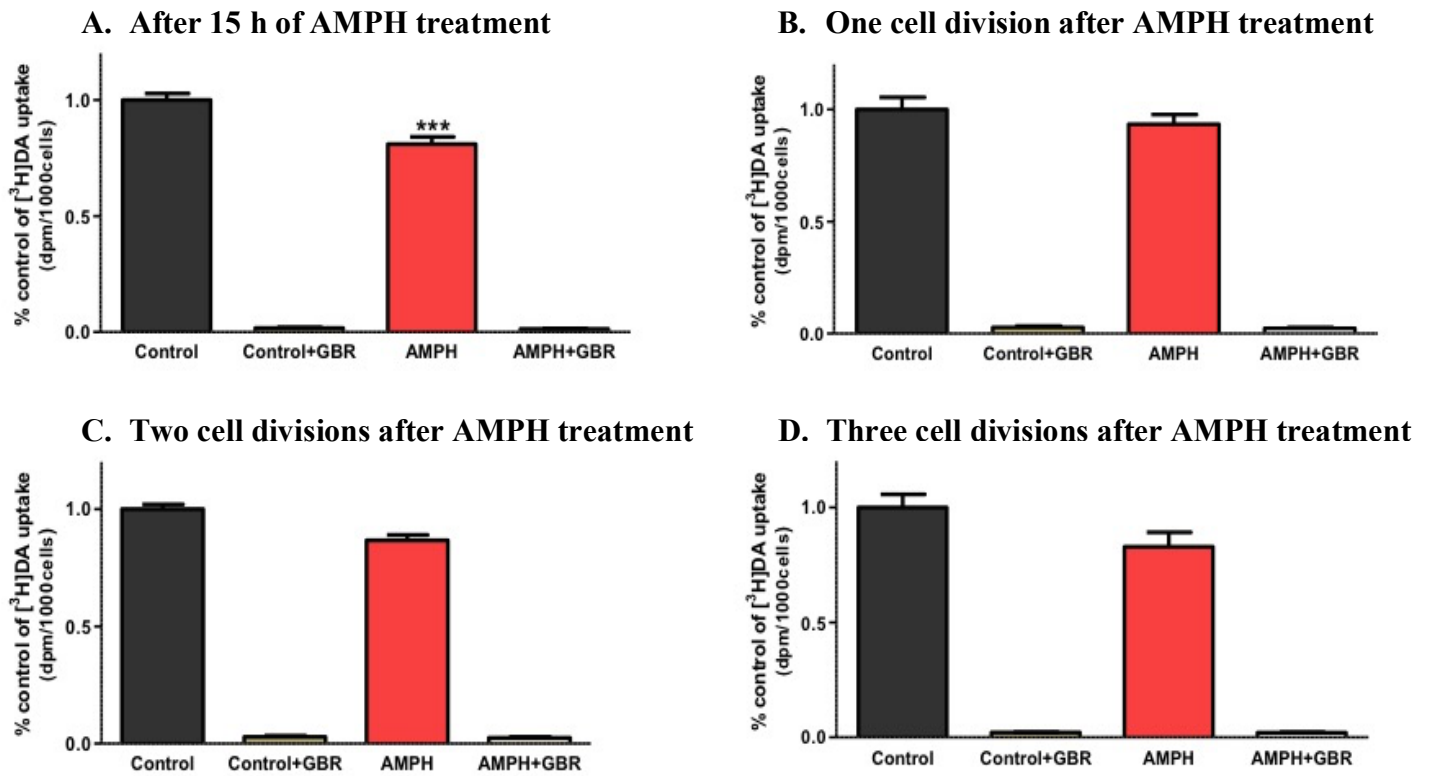 A. After 15 h of AMPH treatment
% control of [³H]DA uptake
(dpm/1000cells)
1.0
0.5
0.0
***
Control
Control+GBR
AMPH
AMPH+GBR
B. One cell division after AMPH treatment
% control of [³H]DA uptake
(dpm/1000cells)
1.0
0.5
0.0
Control
Control+GBR
AMPH
AMPH+GBR
C. Two cell divisions after AMPH treatment
% control of [³H]DA uptake
(dpm/1000cells)
1.0
0.5
0.0
Control
Control+GBR
AMPH
AMPH+GBR
D. Three cell divisions after AMPH treatment
% control of [³H]DA uptake
(dpm/1000cells)
1.0
0.5
0.0
Control
Control+GBR
AMPH
AMPH+GBR